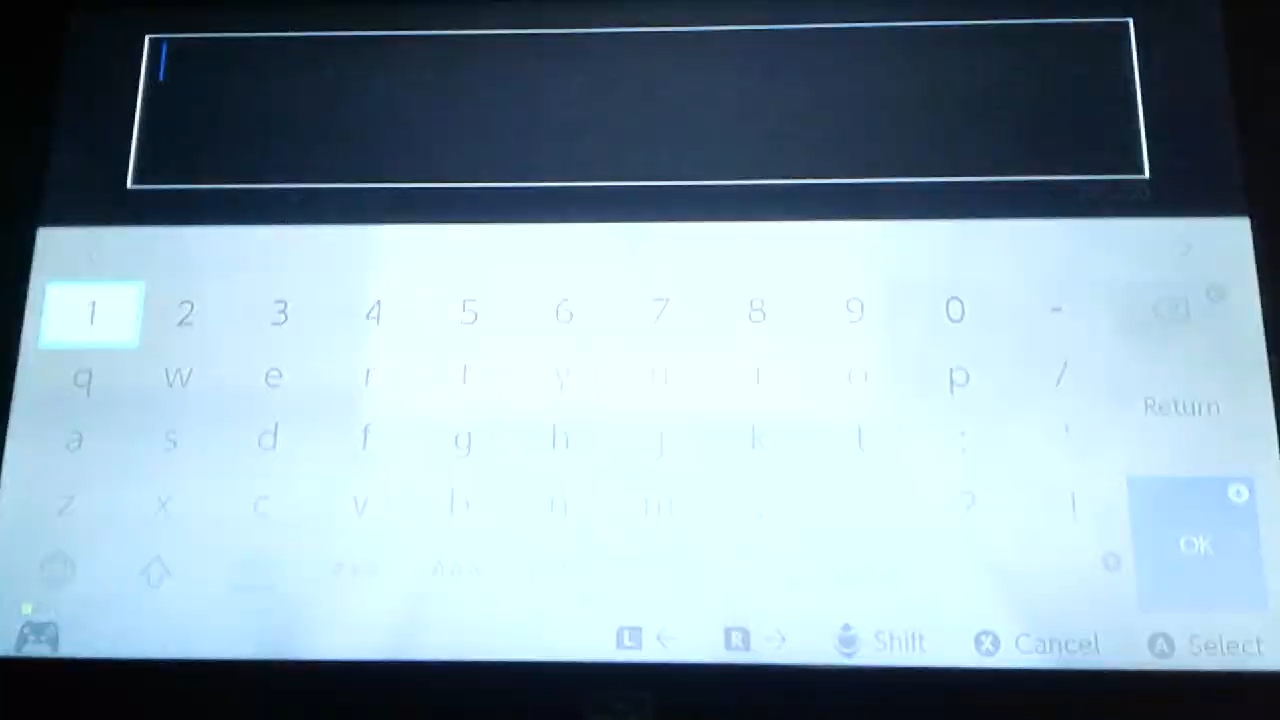 1 2 3 4 5 6 7 8 9 0 -
q w e r t y u i o p /
a s d f g h j k l : '
z x c v b n m , ? !
#+=
Return
OK
L ← R → Shift X Cancel A Select